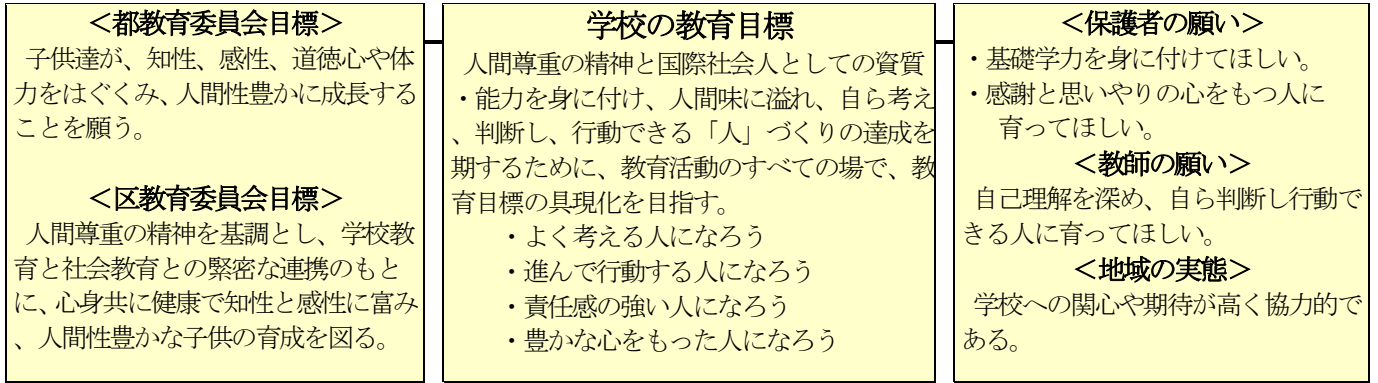 ＜都教育委員会目標＞
子供達が、知性、感性、道徳心や体
力をはぐくみ、人間性豊かに成長する
ことを願う。
＜区教育委員会目標＞
人間尊重の精神を基調とし、学校教
育と社会教育との緊密な連携のもと
に、心身共に健康で知性と感性に富み
、人間性豊かな子供の育成を図る。
学校の教育目標
人間尊重の精神と国際社会人としての資質
・能力を身に付け、人間味に溢れ、自ら考え
、判断し、行動できる「人」づくりの達成を
期するために、教育活動のすべての場で、教
育目標の具現化を目指す。
・よく考える人になろう
・進んで行動する人になろう
・責任感の強い人になろう
・豊かな心をもった人になろう
＜保護者の願い＞
・基礎学力を身に付けてほしい。
・感謝と思いやりの心をもつ人に
育ってほしい。
＜教師の願い＞
自己理解を深め、自ら判断し行動で
きる人に育ってほしい。
＜地域の実態＞
学校への関心や期待が高く協力的で
ある。